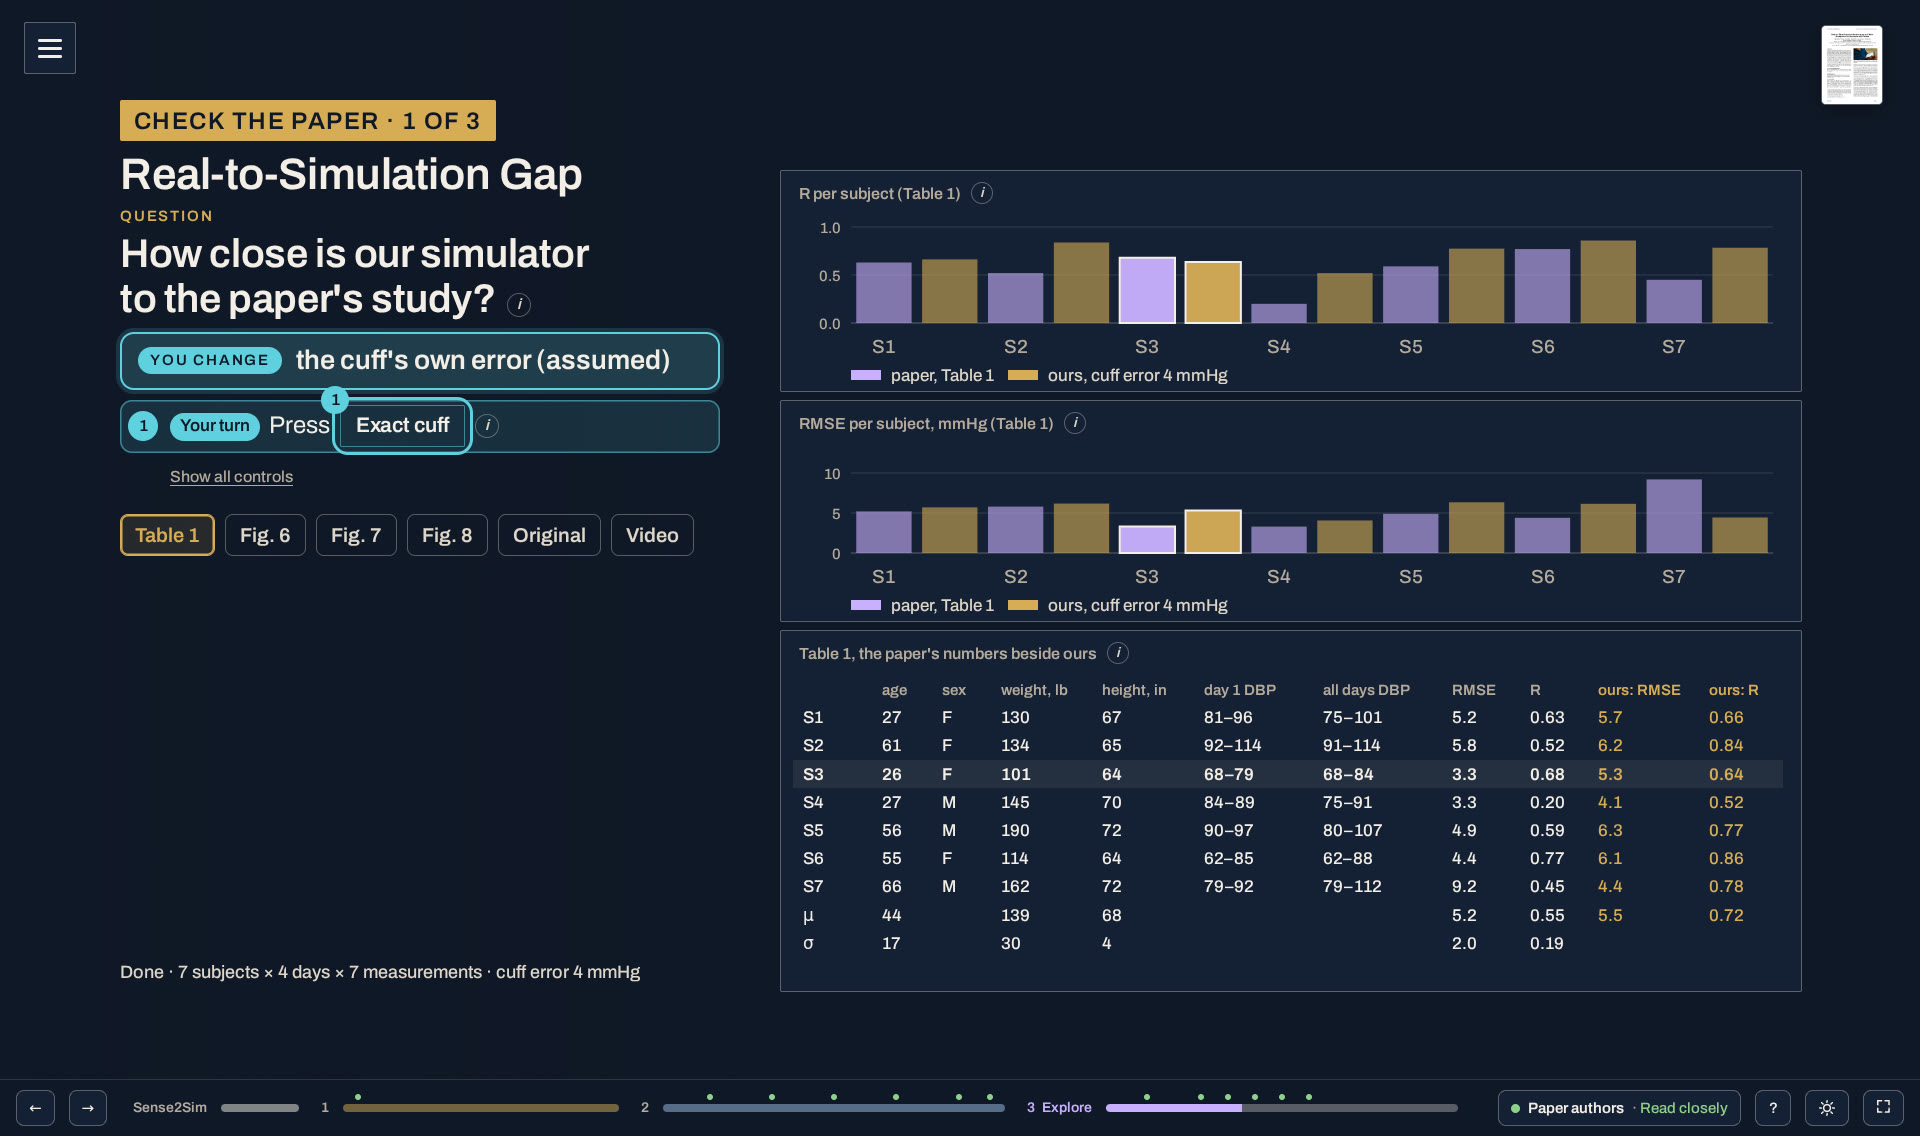 CHECK THE PAPER · 1 OF 3
Real-to-Simulation Gap
QUESTION
How close is our simulator
to the paper's study? i
YOU CHANGE the cuff's own error (assumed)
1
1 Your turn Press Exact cuff i
Show all controls
Table 1 Fig. 6 Fig. 7 Fig. 8 Original Video
Done · 7 subjects × 4 days × 7 measurements · cuff error 4 mmHg
R per subject (Table 1) i
1.0
0.5
0.0
S1 S2 S3 S4 S5 S6 S7
paper, Table 1 ours, cuff error 4 mmHg
RMSE per subject, mmHg (Table 1) i
10
5
0
S1 S2 S3 S4 S5 S6 S7
paper, Table 1 ours, cuff error 4 mmHg
Table 1, the paper's numbers beside ours i
age sex weight, lb height, in day 1 DBP all days DBP RMSE R ours: RMSE ours: R
S1 27 F 130 67 81–96 75–101 5.2 0.63 5.7 0.66
S2 61 F 134 65 92–114 91–114 5.8 0.52 6.2 0.84
S3 26 F 101 64 68–79 68–84 3.3 0.68 5.3 0.64
S4 27 M 145 70 84–89 75–91 3.3 0.20 4.1 0.52
S5 56 M 190 72 90–97 80–107 4.9 0.59 6.3 0.77
S6 55 F 114 64 62–85 62–88 4.4 0.77 6.1 0.86
S7 66 M 162 72 79–92 79–112 9.2 0.45 4.4 0.78
μ 44 139 68 5.2 0.55 5.5 0.72
σ 17 30 4 2.0 0.19
← → Sense2Sim 1 2 3 Explore Paper authors · Read closely ?